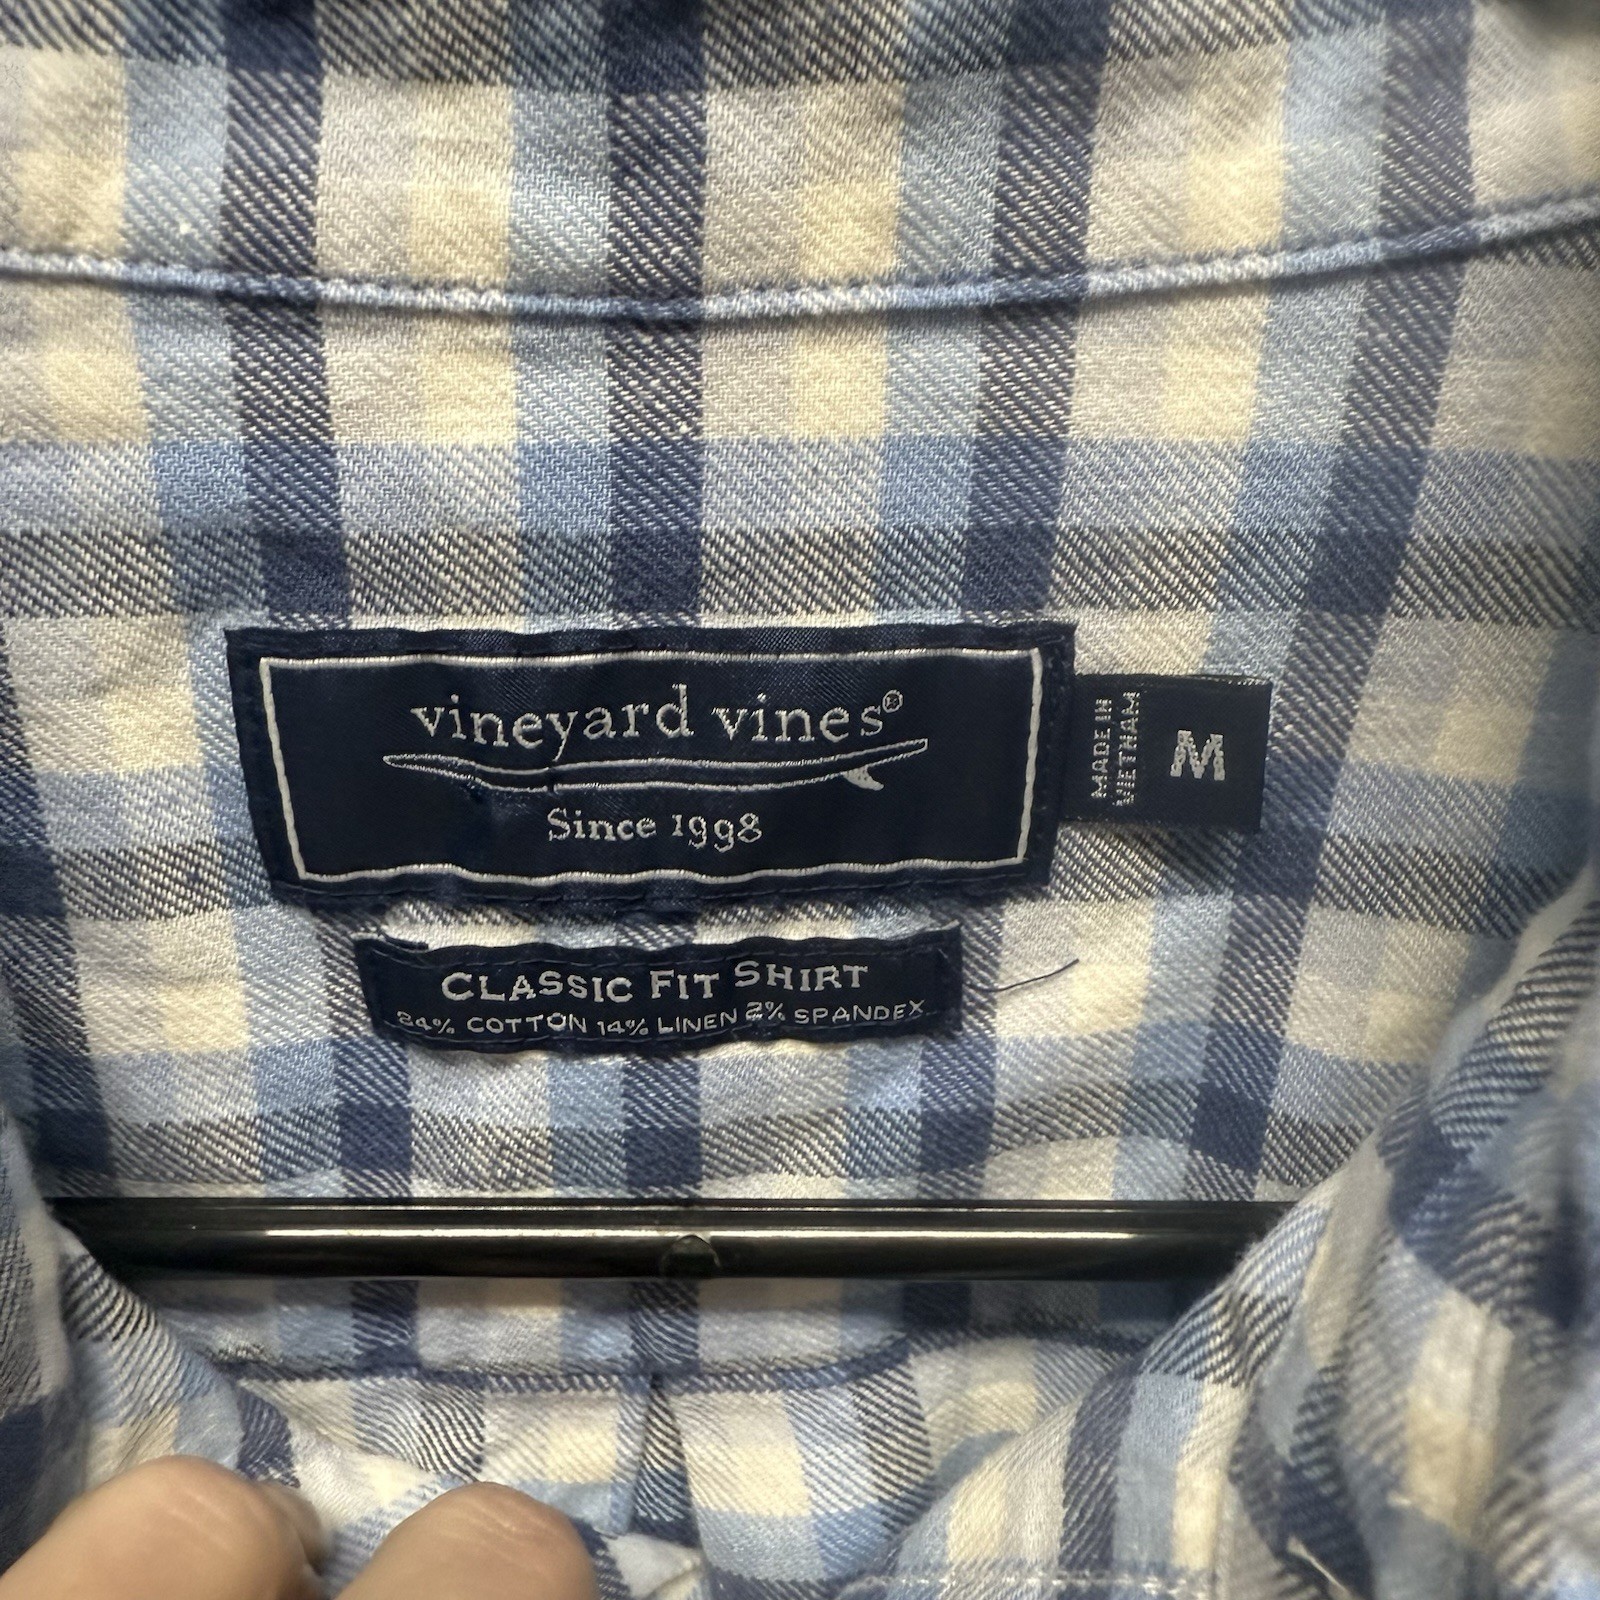 vineyard vines®
Since 1998
MADE IN
VIETNAM
M
CLASSIC FIT SHIRT
84% COTTON 14% LINEN 2% SPANDEX